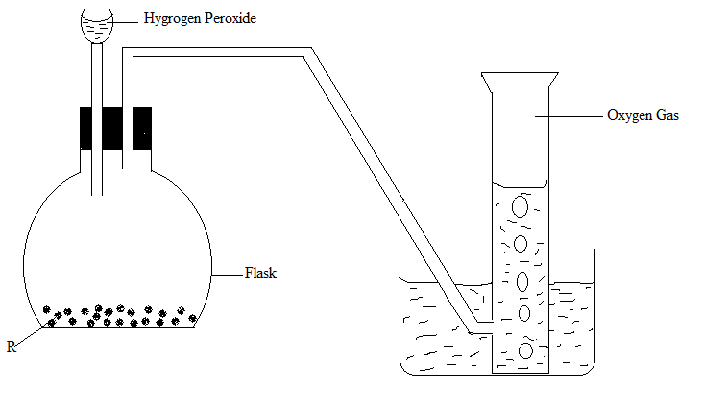 Hygrogen Peroxide
Oxygen Gas
Flask
R